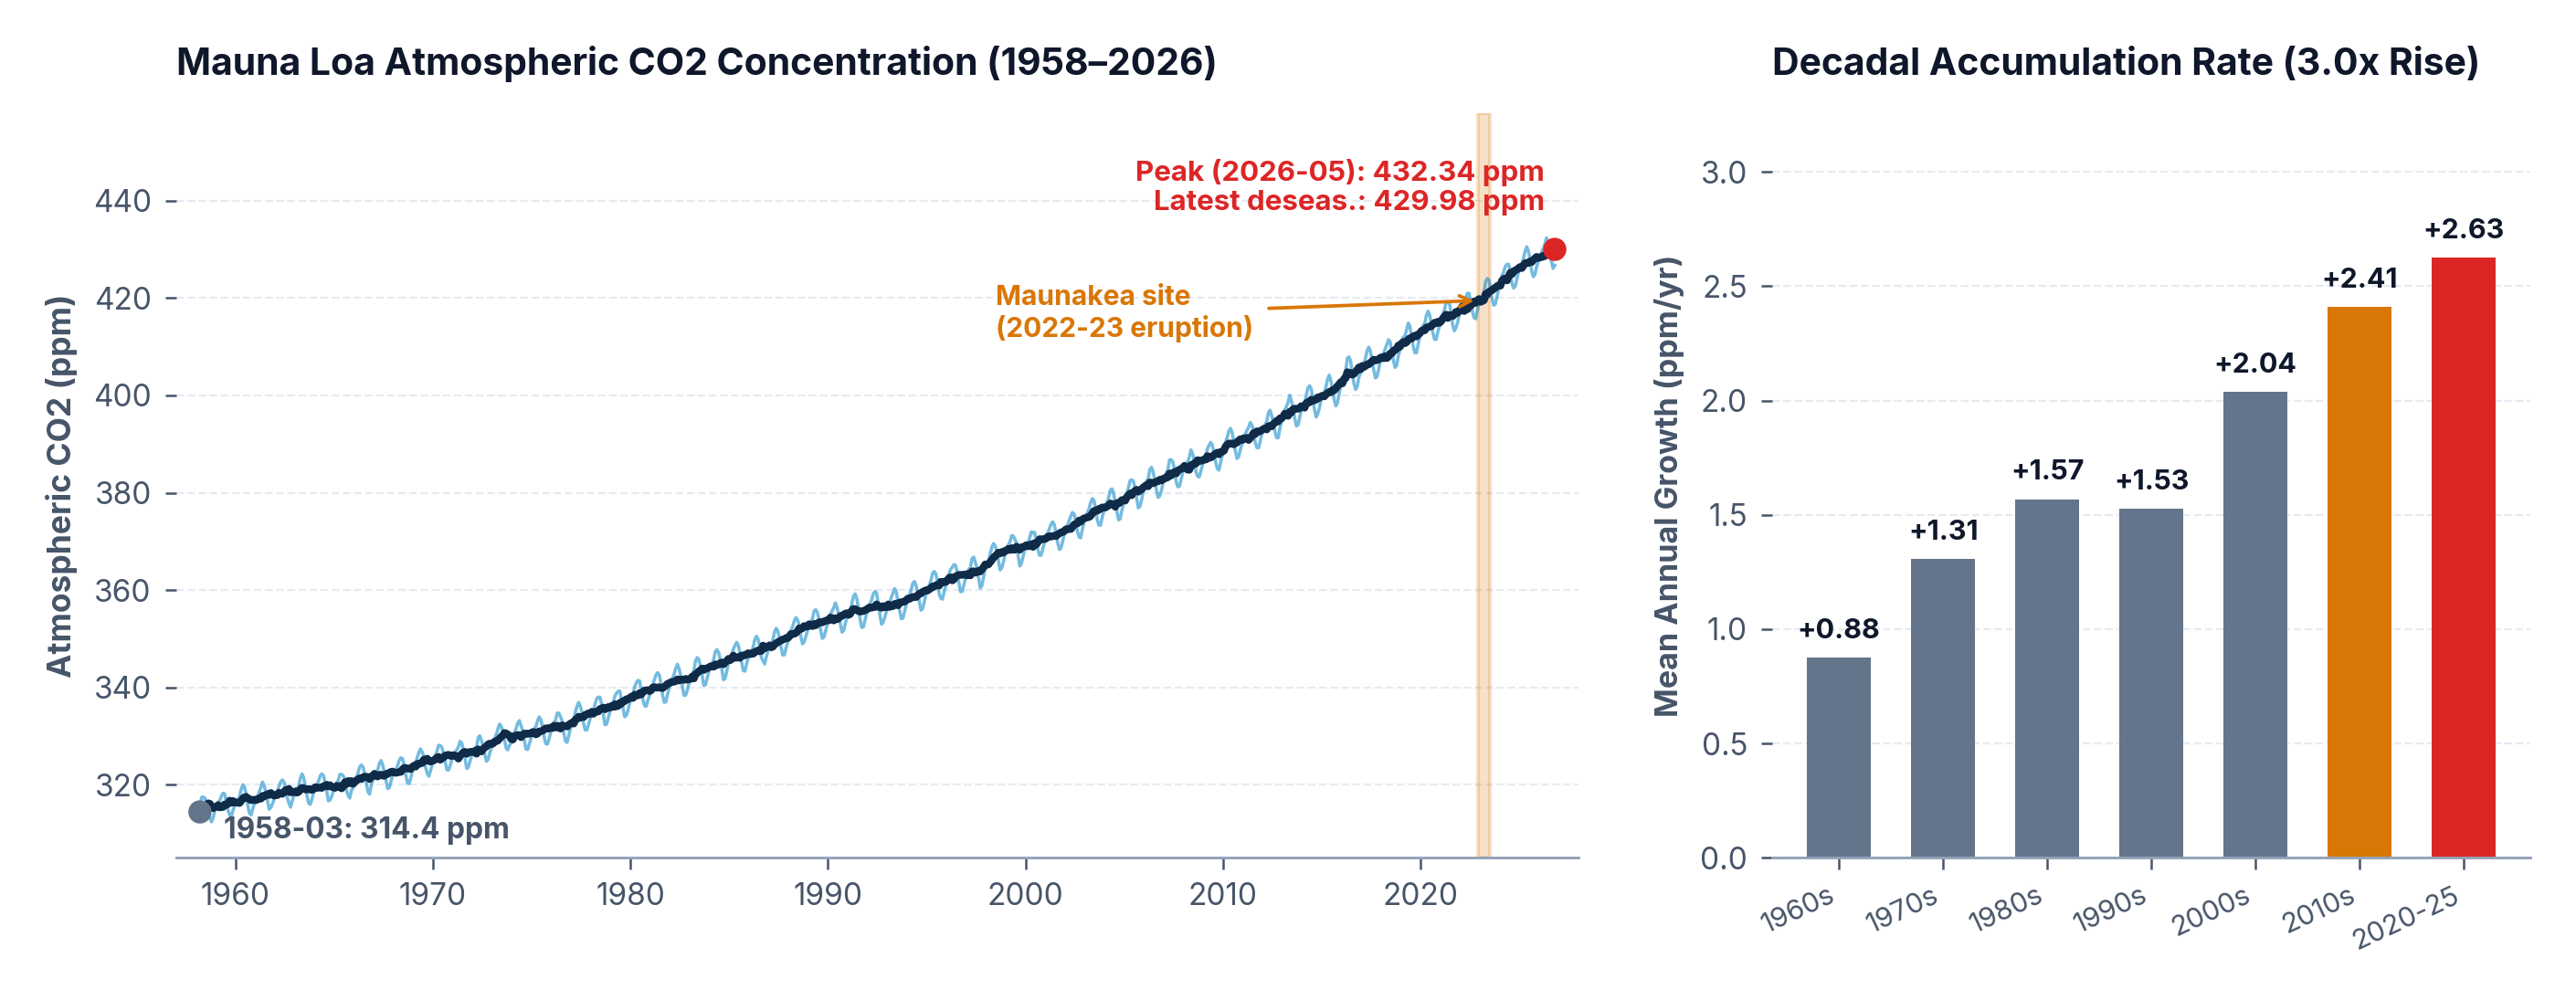 Mauna Loa Atmospheric CO2 Concentration (1958–2026)
Atmospheric CO2 (ppm)
440
420
400
380
360
340
320
Peak (2026-05): 432.34 ppm
Latest deseas.: 429.98 ppm
Maunakea site
(2022-23 eruption)
1958-03: 314.4 ppm
1960
1970
1980
1990
2000
2010
2020
Decadal Accumulation Rate (3.0x Rise)
Mean Annual Growth (ppm/yr)
3.0
2.5
2.0
1.5
1.0
0.5
0.0
+0.88
+1.31
+1.57
+1.53
+2.04
+2.41
+2.63
1960s
1970s
1980s
1990s
2000s
2010s
2020-25